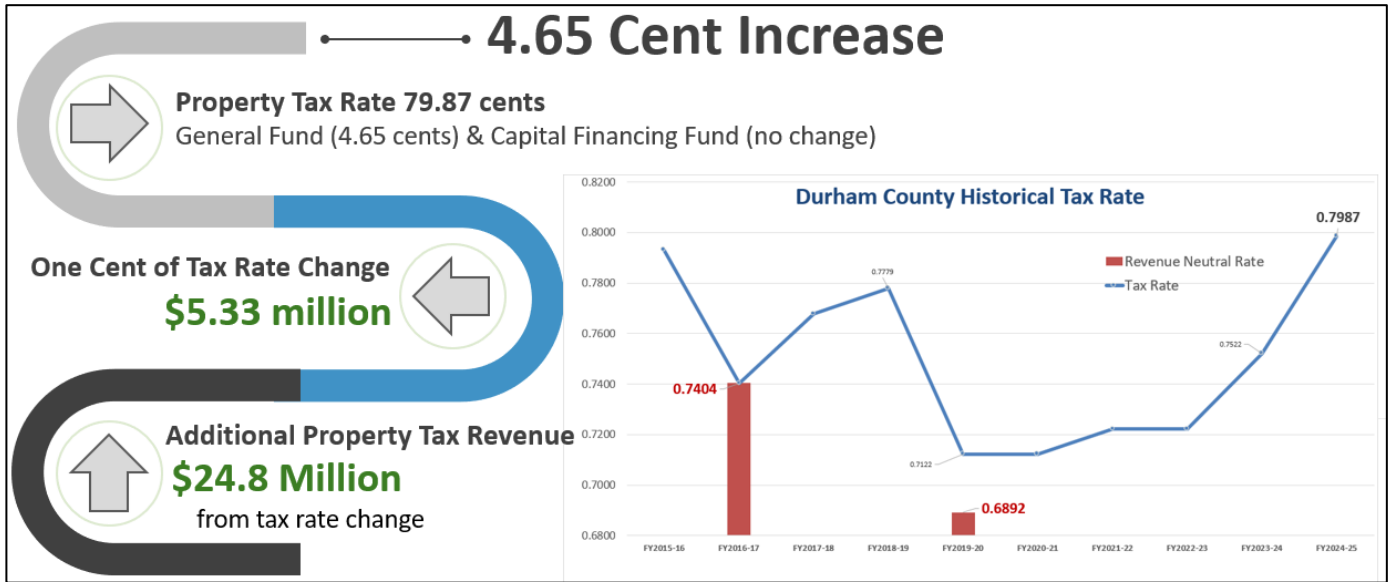 4.65 Cent Increase
Property Tax Rate 79.87 cents
General Fund (4.65 cents) & Capital Financing Fund (no change)
One Cent of Tax Rate Change
$5.33 million
Additional Property Tax Revenue
$24.8 Million
from tax rate change
Durham County Historical Tax Rate
Revenue Neutral Rate
Tax Rate
0.8200
0.8000
0.7800
0.7600
0.7400
0.7200
0.7000
0.6800
0.7404
0.7779
0.7122
0.6892
0.7522
0.7987
FY2015-16 FY2016-17 FY2017-18 FY2018-19 FY2019-20 FY2020-21 FY2021-22 FY2022-23 FY2023-24 FY2024-25